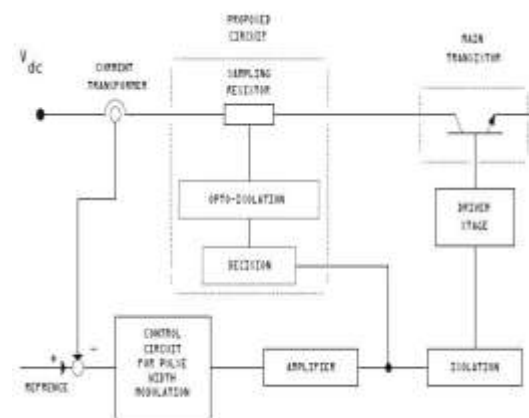 PROPOSED
CIRCUIT
MAIN
TRANSISTOR
Vdc
CURRENT
TRANSFORMER
SAMPLING
RESISTOR
OPTO-ISOLATION
DRIVER
STAGE
DECISION
CONTROL
CIRCUIT
FOR PULSE
WIDTH
MODULATION
+
-
REFRENCE
AMPLIFIER
ISOLATION